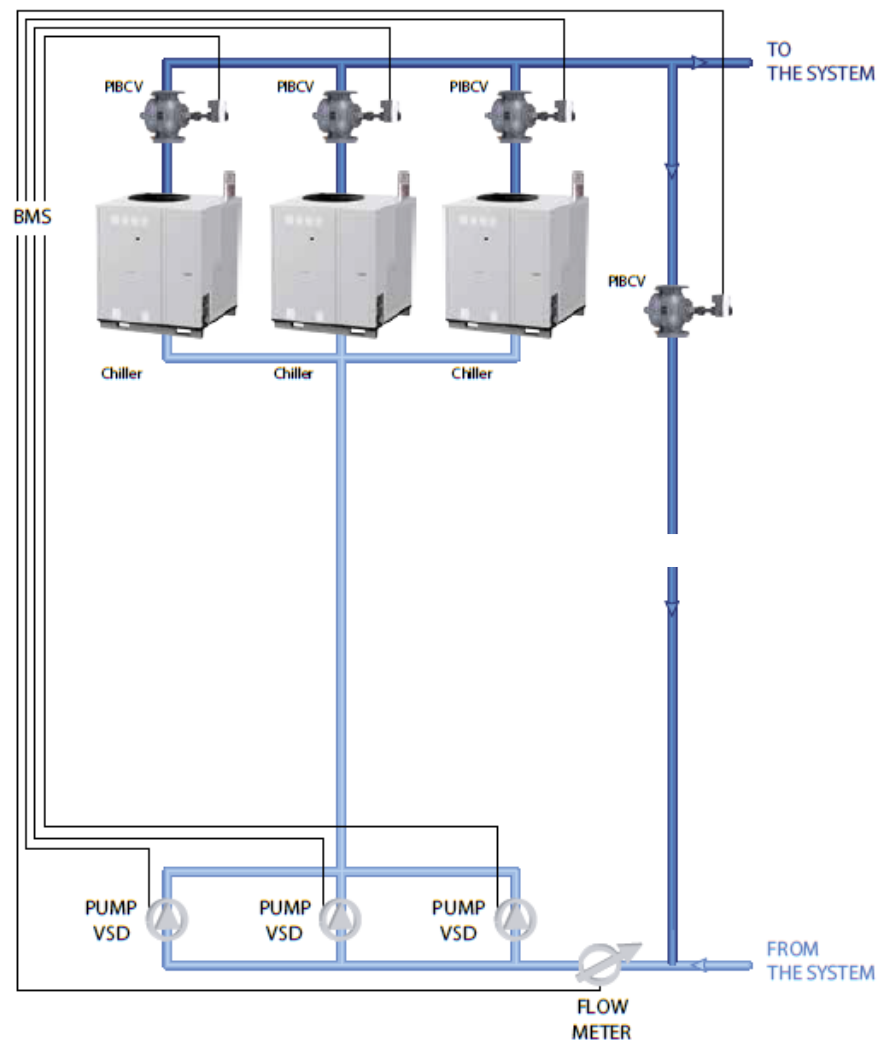 TO
THE SYSTEM
PIBCV
PIBCV
PIBCV
BMS
PIBCV
Chiller
Chiller
Chiller
PUMP
VSD
PUMP
VSD
PUMP
VSD
FROM
THE SYSTEM
FLOW
METER